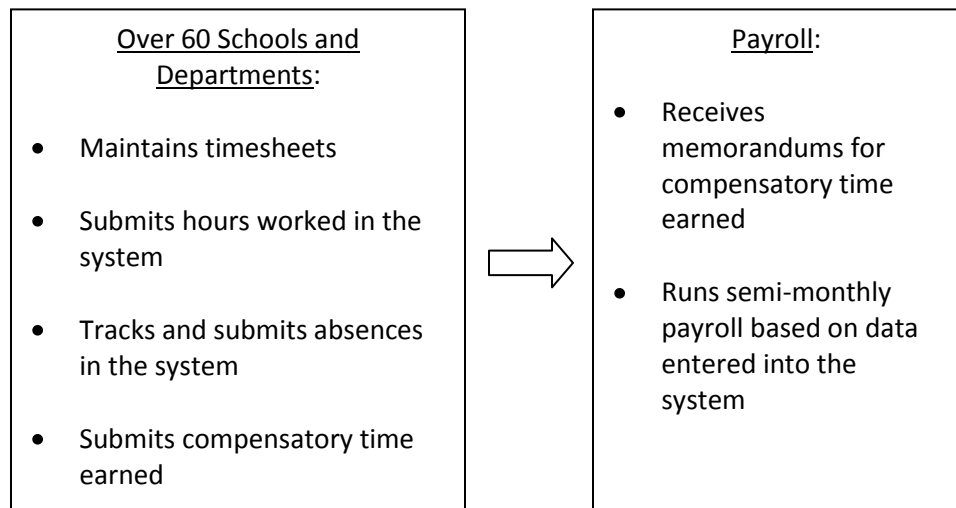 Over 60 Schools and
Departments:
• Maintains timesheets
• Submits hours worked in the
system
• Tracks and submits absences
in the system
• Submits compensatory time
earned
Payroll:
• Receives
memorandums for
compensatory time
earned
• Runs semi-monthly
payroll based on data
entered into the
system